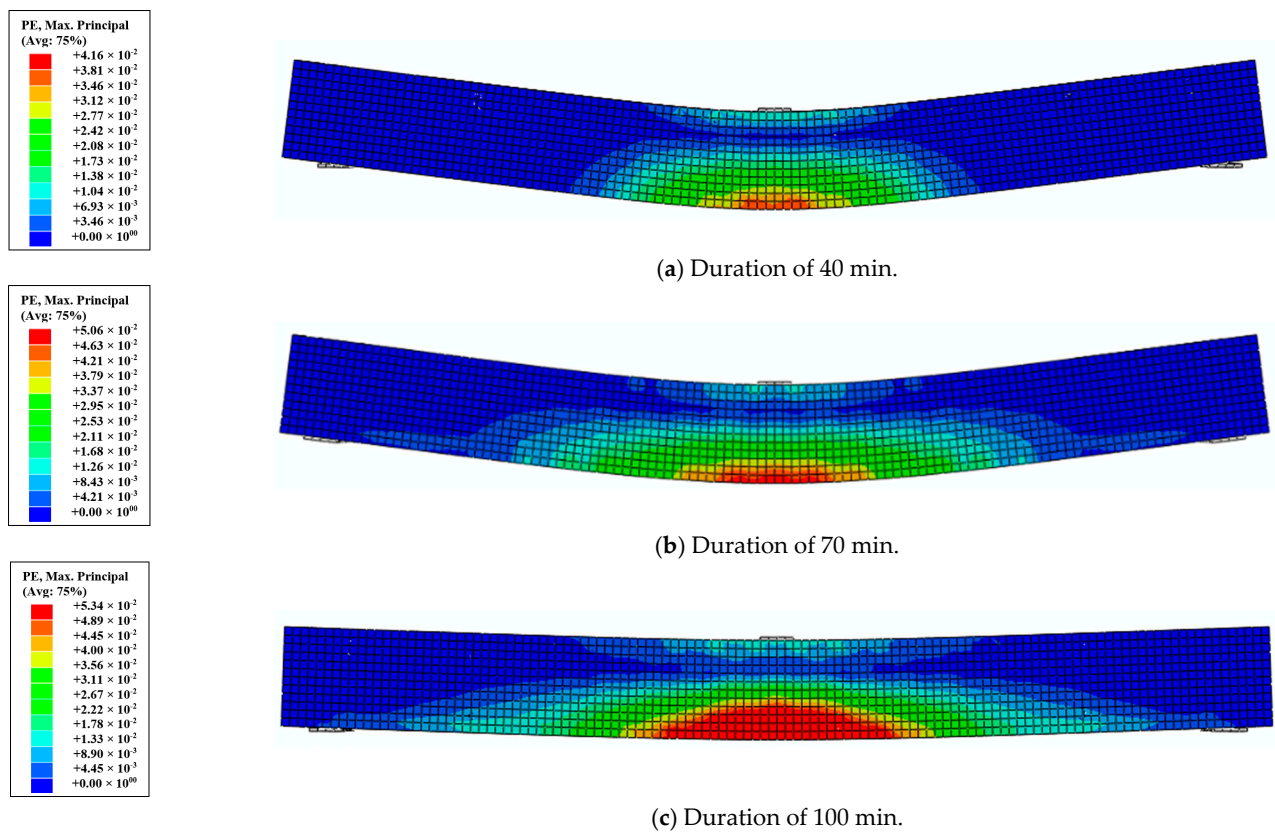 PE, Max. Principal
(Avg: 75%)
+4.16 × 10⁻²
+3.81 × 10⁻²
+3.46 × 10⁻²
+3.12 × 10⁻²
+2.77 × 10⁻²
+2.42 × 10⁻²
+2.08 × 10⁻²
+1.73 × 10⁻²
+1.38 × 10⁻²
+1.04 × 10⁻²
+6.93 × 10⁻³
+3.46 × 10⁻³
+0.00 × 10⁰⁰
(a) Duration of 40 min.
PE, Max. Principal
(Avg: 75%)
+5.06 × 10⁻²
+4.63 × 10⁻²
+4.21 × 10⁻²
+3.79 × 10⁻²
+3.37 × 10⁻²
+2.95 × 10⁻²
+2.53 × 10⁻²
+2.11 × 10⁻²
+1.68 × 10⁻²
+1.26 × 10⁻²
+8.43 × 10⁻³
+4.21 × 10⁻³
+0.00 × 10⁰⁰
(b) Duration of 70 min.
PE, Max. Principal
(Avg: 75%)
+5.34 × 10⁻²
+4.89 × 10⁻²
+4.45 × 10⁻²
+4.00 × 10⁻²
+3.56 × 10⁻²
+3.11 × 10⁻²
+2.67 × 10⁻²
+2.22 × 10⁻²
+1.78 × 10⁻²
+1.33 × 10⁻²
+8.90 × 10⁻³
+4.45 × 10⁻³
+0.00 × 10⁰⁰
(c) Duration of 100 min.